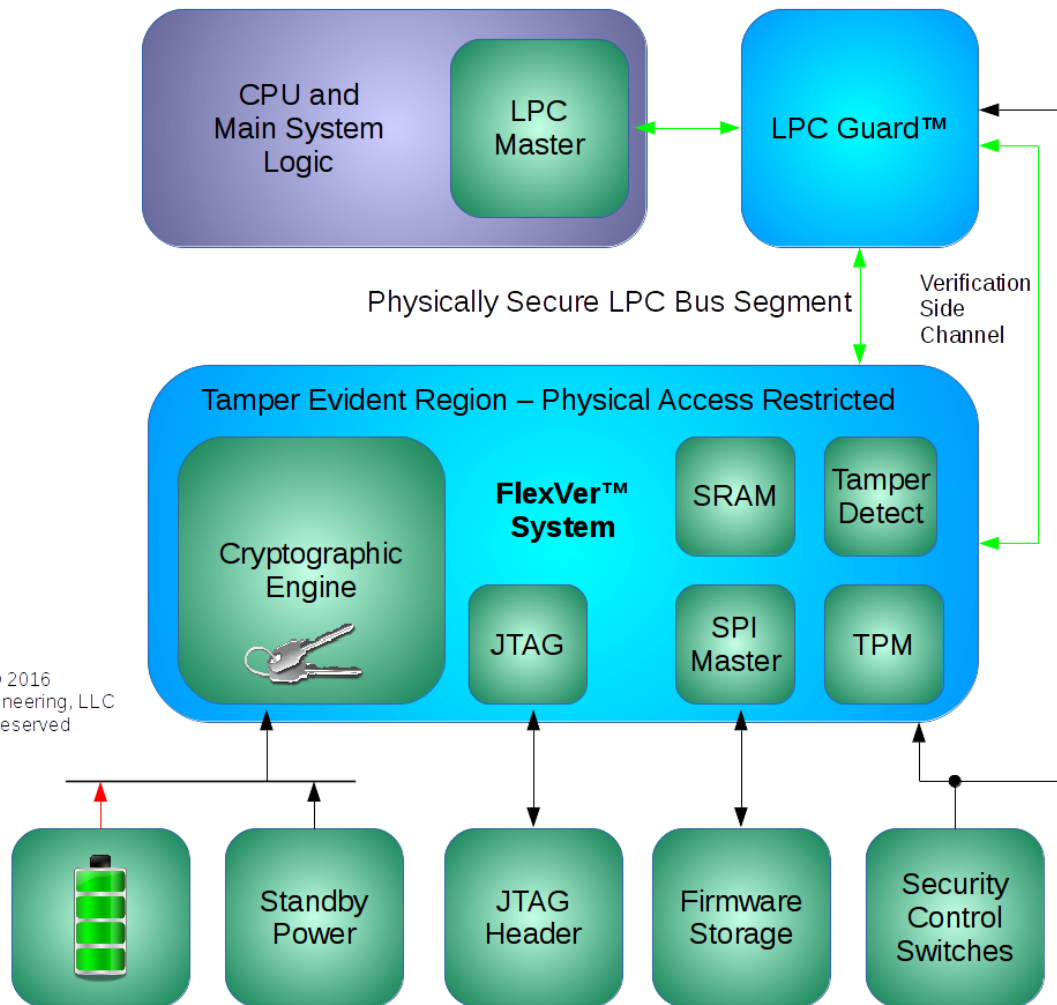 CPU and
Main System
Logic
LPC
Master
LPC Guard™
Physically Secure LPC Bus Segment
Verification
Side
Channel
Tamper Evident Region – Physical Access Restricted
Cryptographic
Engine
FlexVer™
System
SRAM
Tamper
Detect
JTAG
SPI
Master
TPM
2016
neering, LLC
eserved
Standby
Power
JTAG
Header
Firmware
Storage
Security
Control
Switches